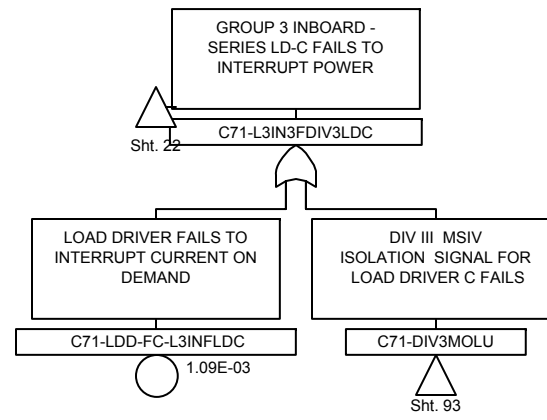 GROUP 3 INBOARD -
SERIES LD-C FAILS TO
INTERRUPT POWER
Sht. 22
C71-L3IN3FDIV3LDC
LOAD DRIVER FAILS TO
INTERRUPT CURRENT ON
DEMAND
C71-LDD-FC-L3INFLDC
1.09E-03
DIV III MSIV
ISOLATION SIGNAL FOR
LOAD DRIVER C FAILS
C71-DIV3MOLU
Sht. 93